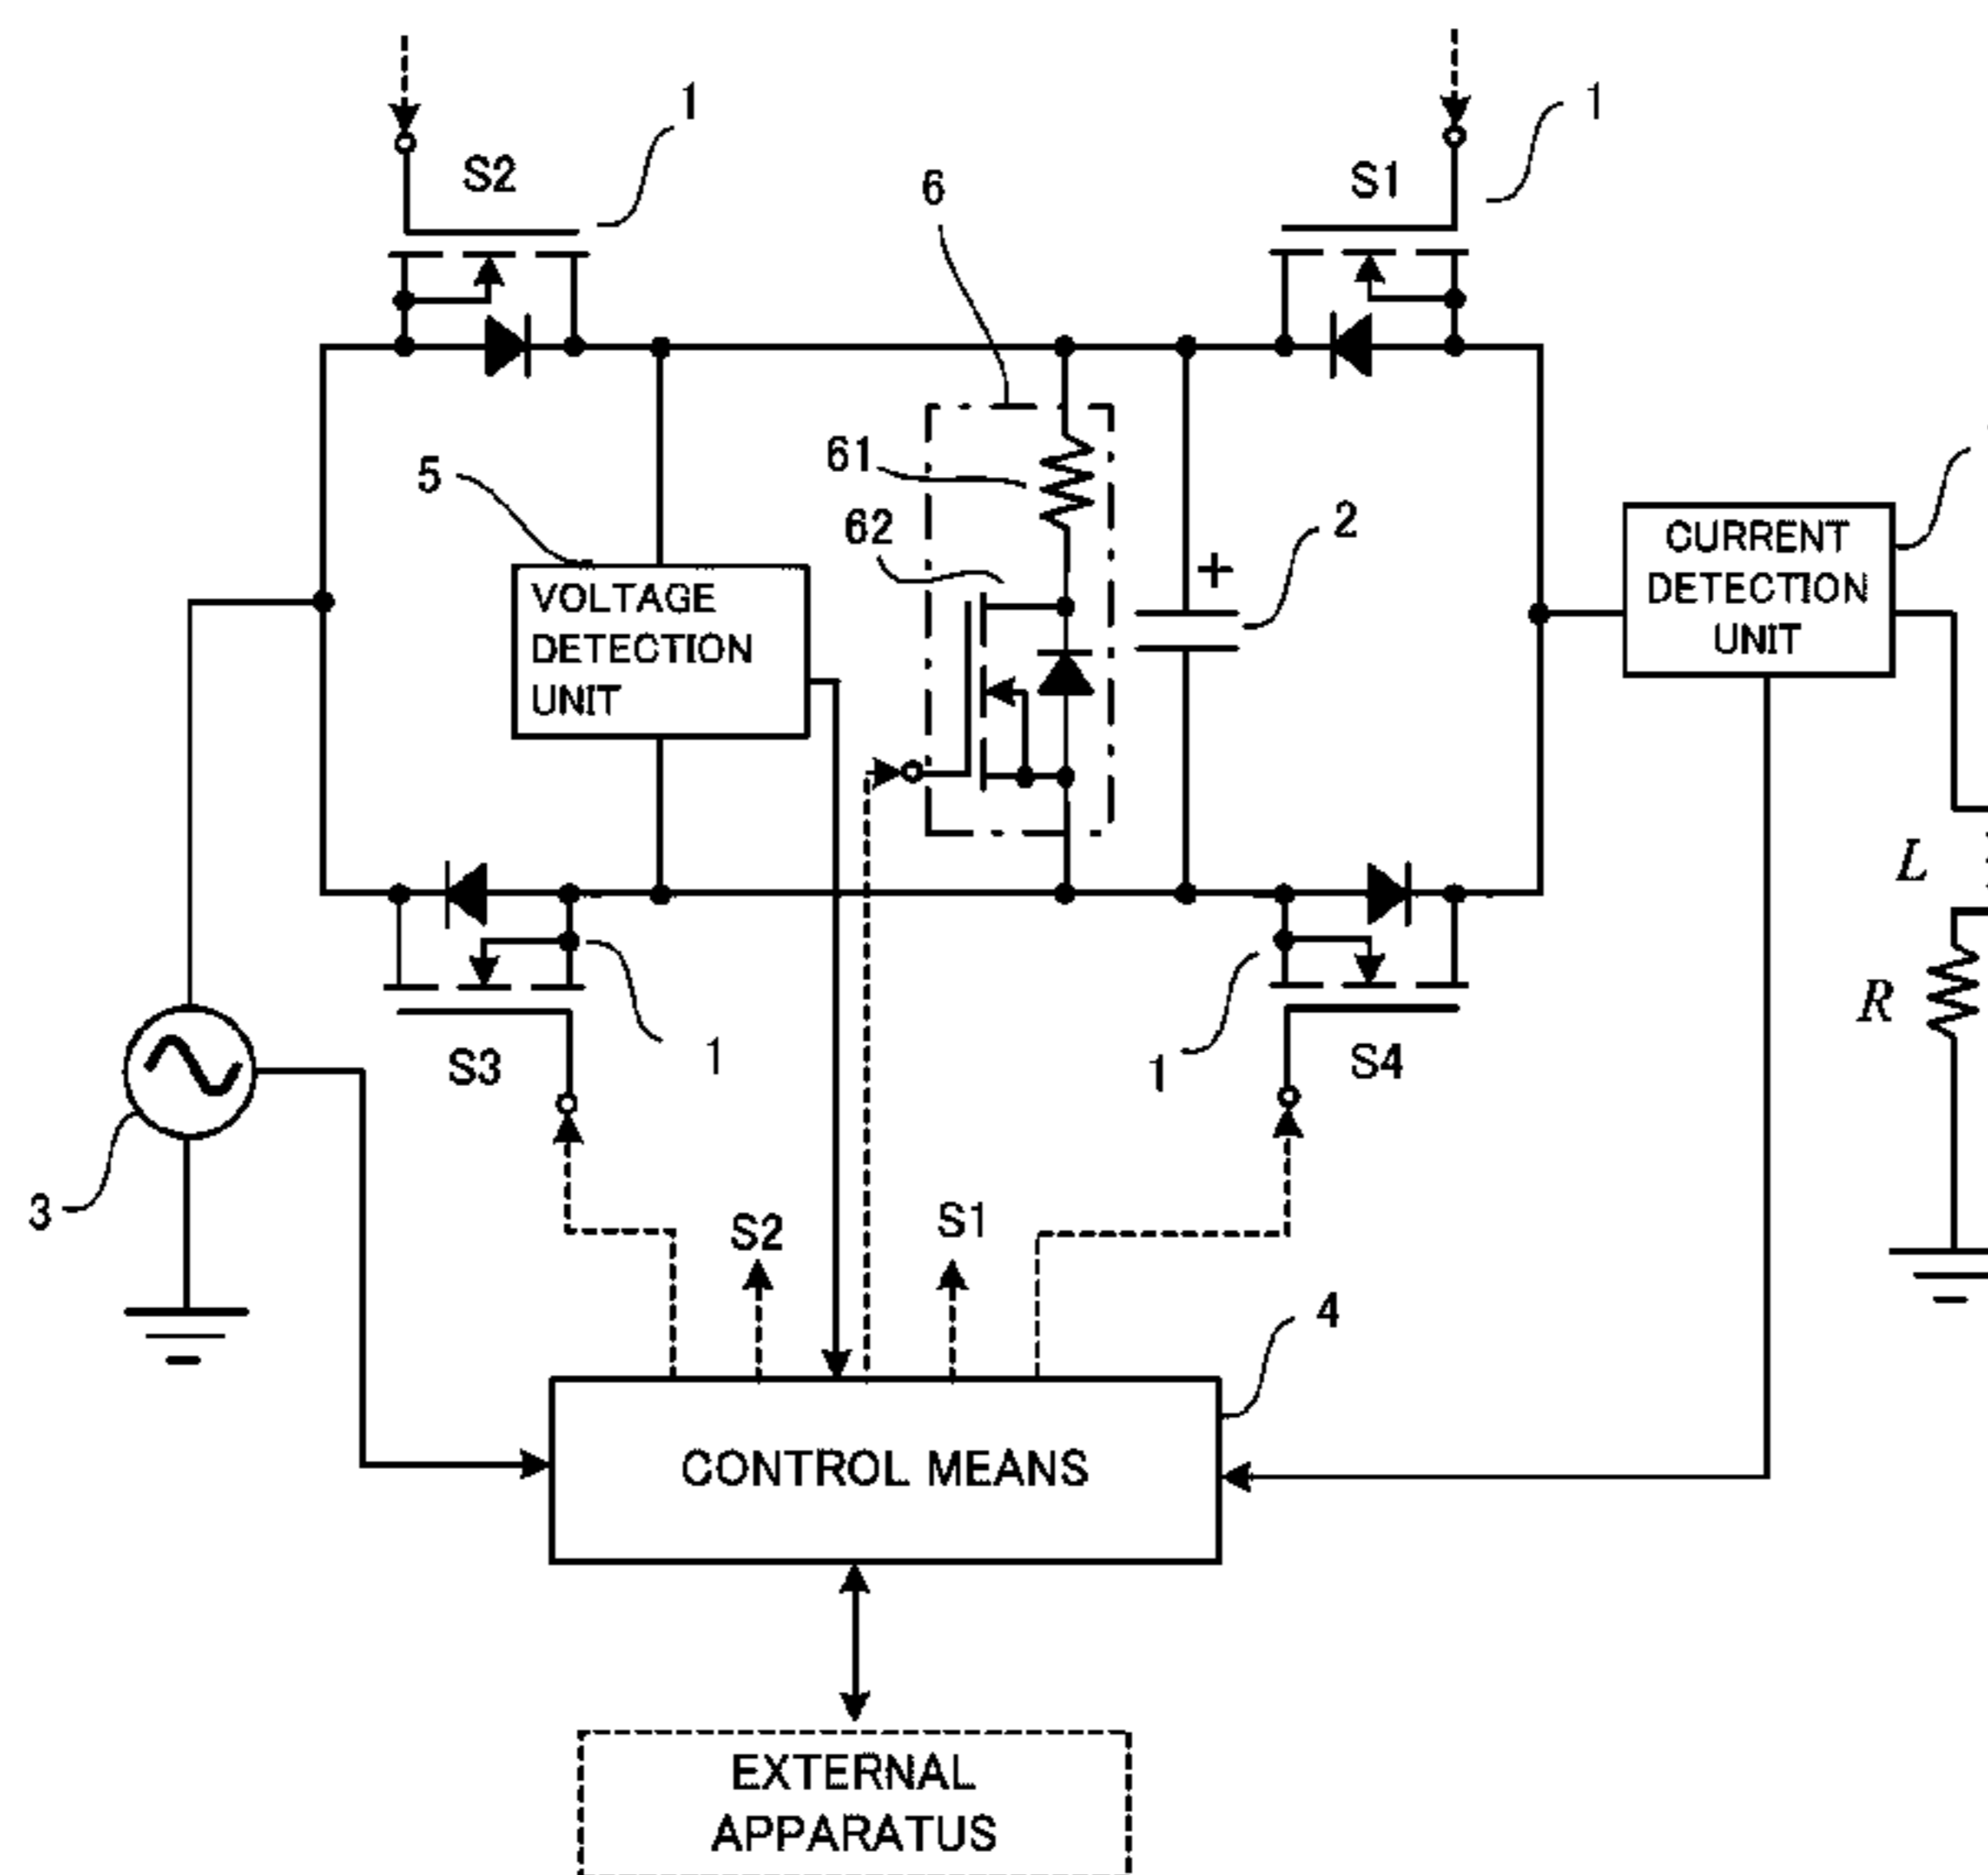 1
1
S2
S1
6
61
5
62
2
+
VOLTAGE
DETECTION
UNIT
CURRENT
DETECTION
UNIT
L
R
S3
1
1
S4
3
S2
S1
4
CONTROL MEANS
EXTERNAL
APPARATUS